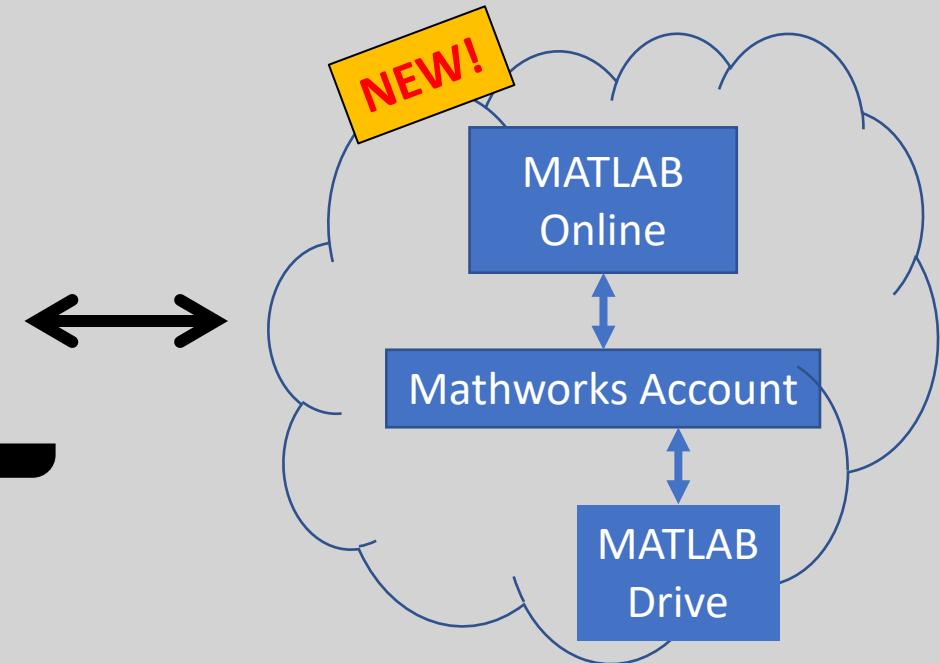 NEW!
MATLAB
Online
Mathworks Account
MATLAB
Drive